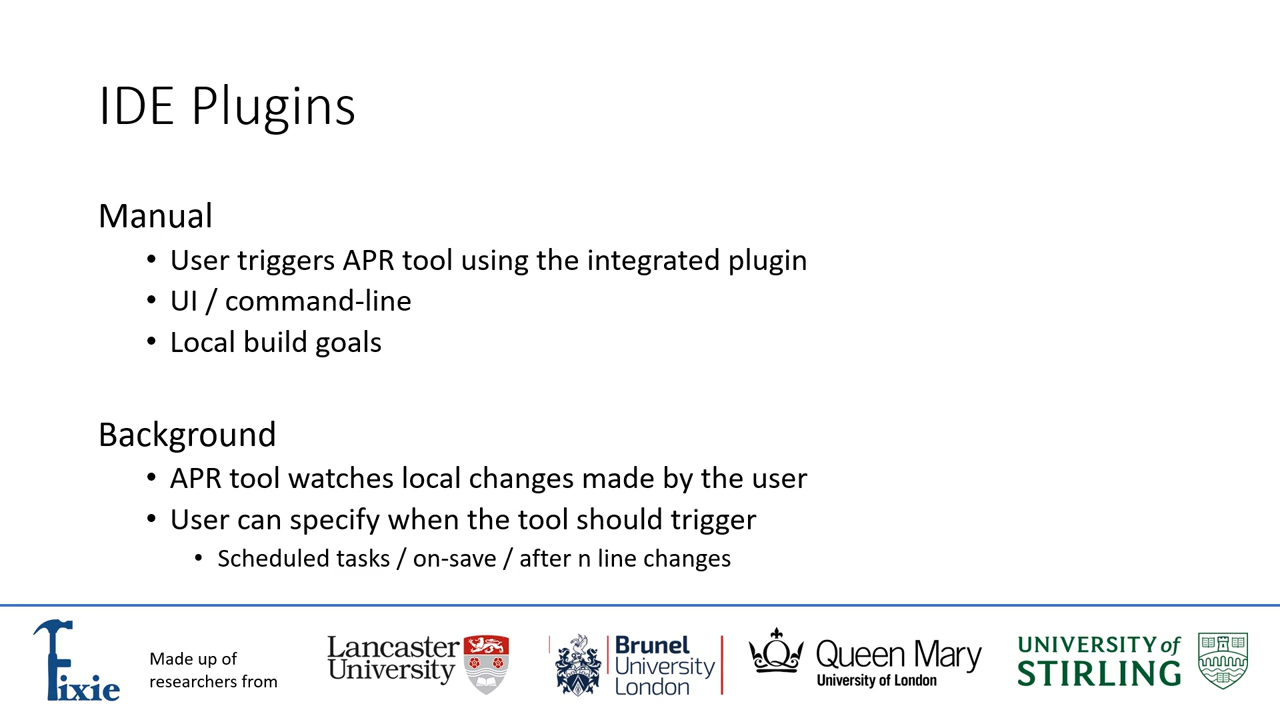 IDE Plugins
Manual
• User triggers APR tool using the integrated plugin
• UI / command-line
• Local build goals
Background
• APR tool watches local changes made by the user
• User can specify when the tool should trigger
• Scheduled tasks / on-save / after n line changes
Fixie
Made up of
researchers from
Lancaster
University
Brunel
University
London
Queen Mary
University of London
UNIVERSITY of
STIRLING